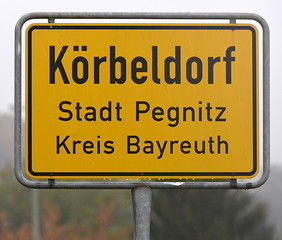 Körbeldorf
Stadt Pegnitz
Kreis Bayreuth